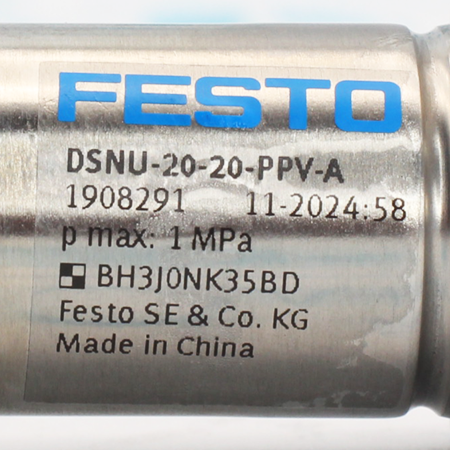 FESTO
DSNU-20-20-PPV-A
1908291 11-2024:58
p max: 1 MPa
BH3J0NK35BD
Festo SE & Co. KG
Made in China